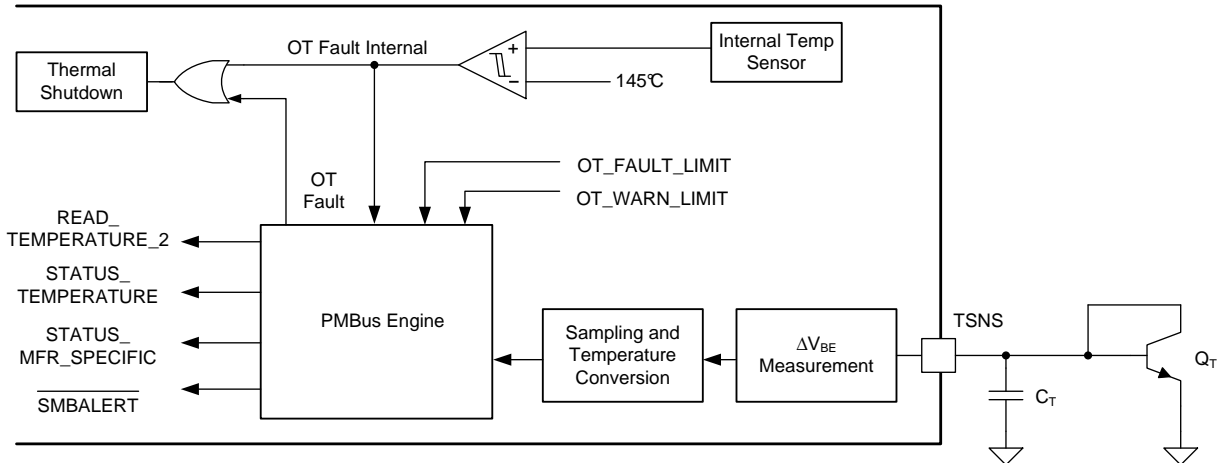 OT Fault Internal
Internal Temp
Sensor
Thermal
Shutdown
+
−
145℃
OT_FAULT_LIMIT
OT_WARN_LIMIT
OT
Fault
READ_
TEMPERATURE_2
STATUS_
TEMPERATURE
STATUS_
MFR_SPECIFIC
SMBALERT
PMBus Engine
Sampling and
Temperature
Conversion
ΔVBE
Measurement
TSNS
CT
QT